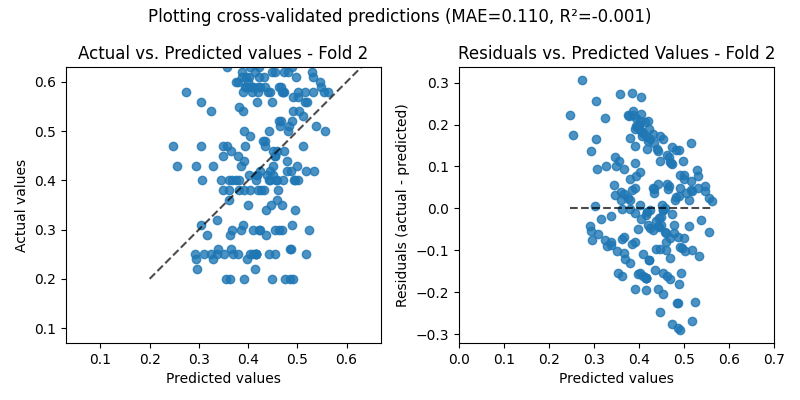 Plotting cross-validated predictions (MAE=0.110, R²=-0.001)
Actual vs. Predicted values - Fold 2
Actual values
0.6
0.5
0.4
0.3
0.2
0.1
0.1 0.2 0.3 0.4 0.5 0.6
Predicted values
Residuals vs. Predicted Values - Fold 2
Residuals (actual - predicted)
0.3
0.2
0.1
0.0
−0.1
−0.2
−0.3
0.0 0.1 0.2 0.3 0.4 0.5 0.6 0.7
Predicted values